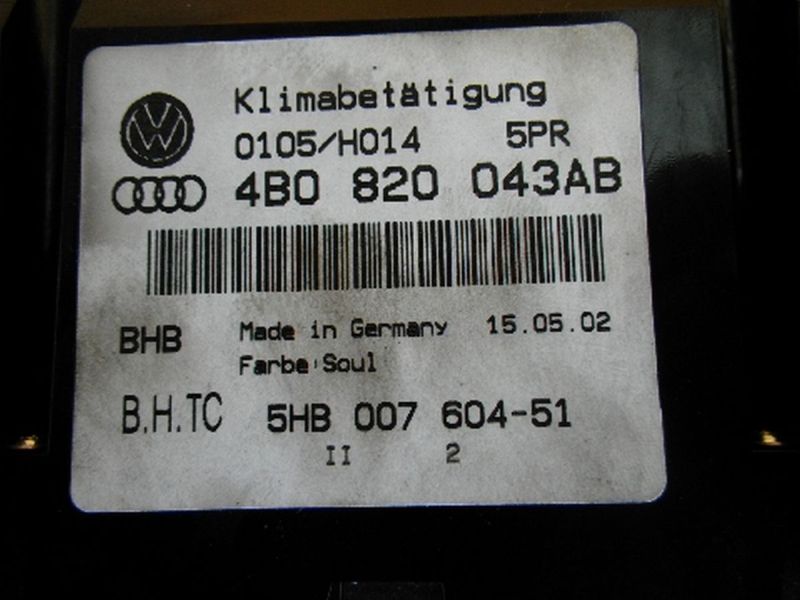 Klimabetätigung
0105/H014 5PR
4B0 820 043AB
BHB Made in Germany 15.05.02
Farbe:Soul
B.H.TC 5HB 007 604-51
II 2